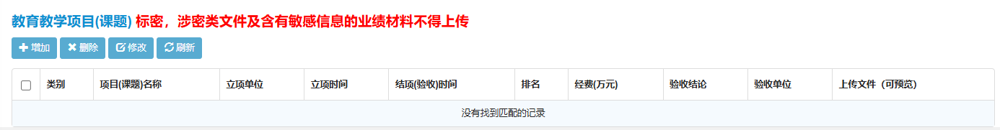 教育教学项目(课题) 标密，涉密类文件及含有敏感信息的业绩材料不得上传
增加 删除 修改 刷新
类别 项目(课题)名称 立项单位 立项时间 结项(验收)时间 排名 经费(万元) 验收结论 验收单位 上传文件（可预览）
没有找到匹配的记录